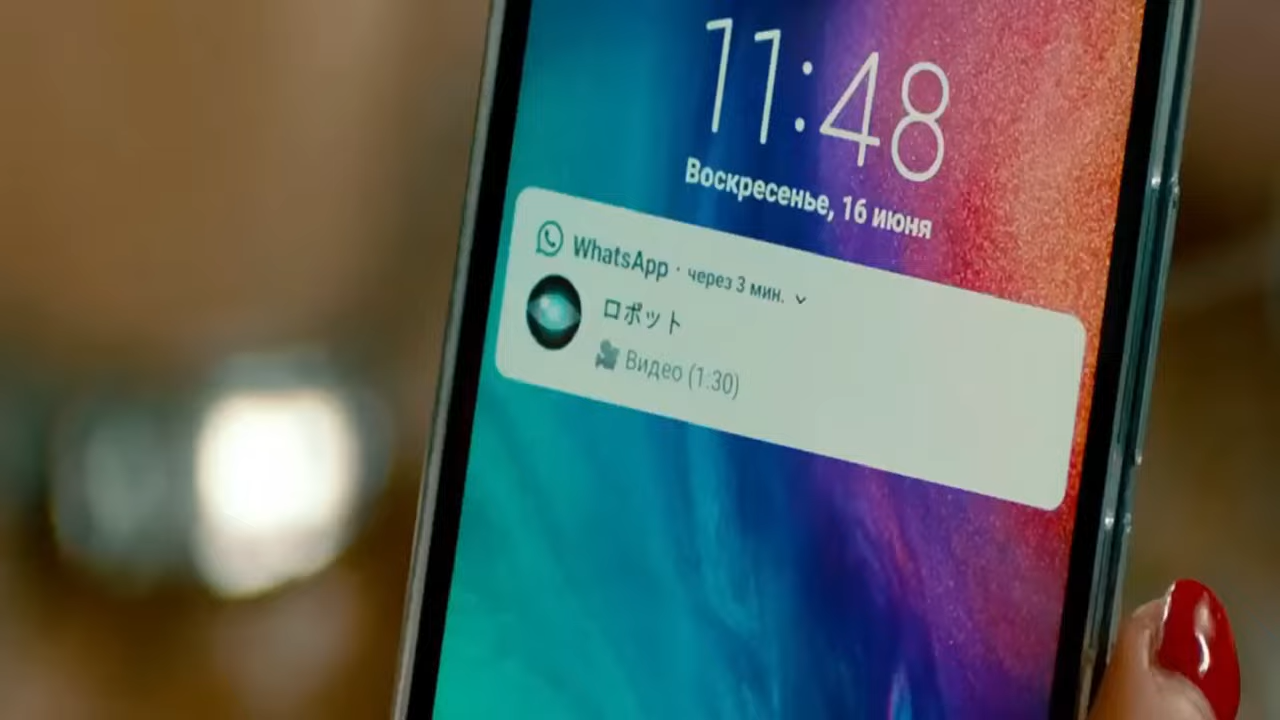 11:48
Воскресенье, 16 июня
WhatsApp · через 3 мин.
ロボット
Видео (1:30)